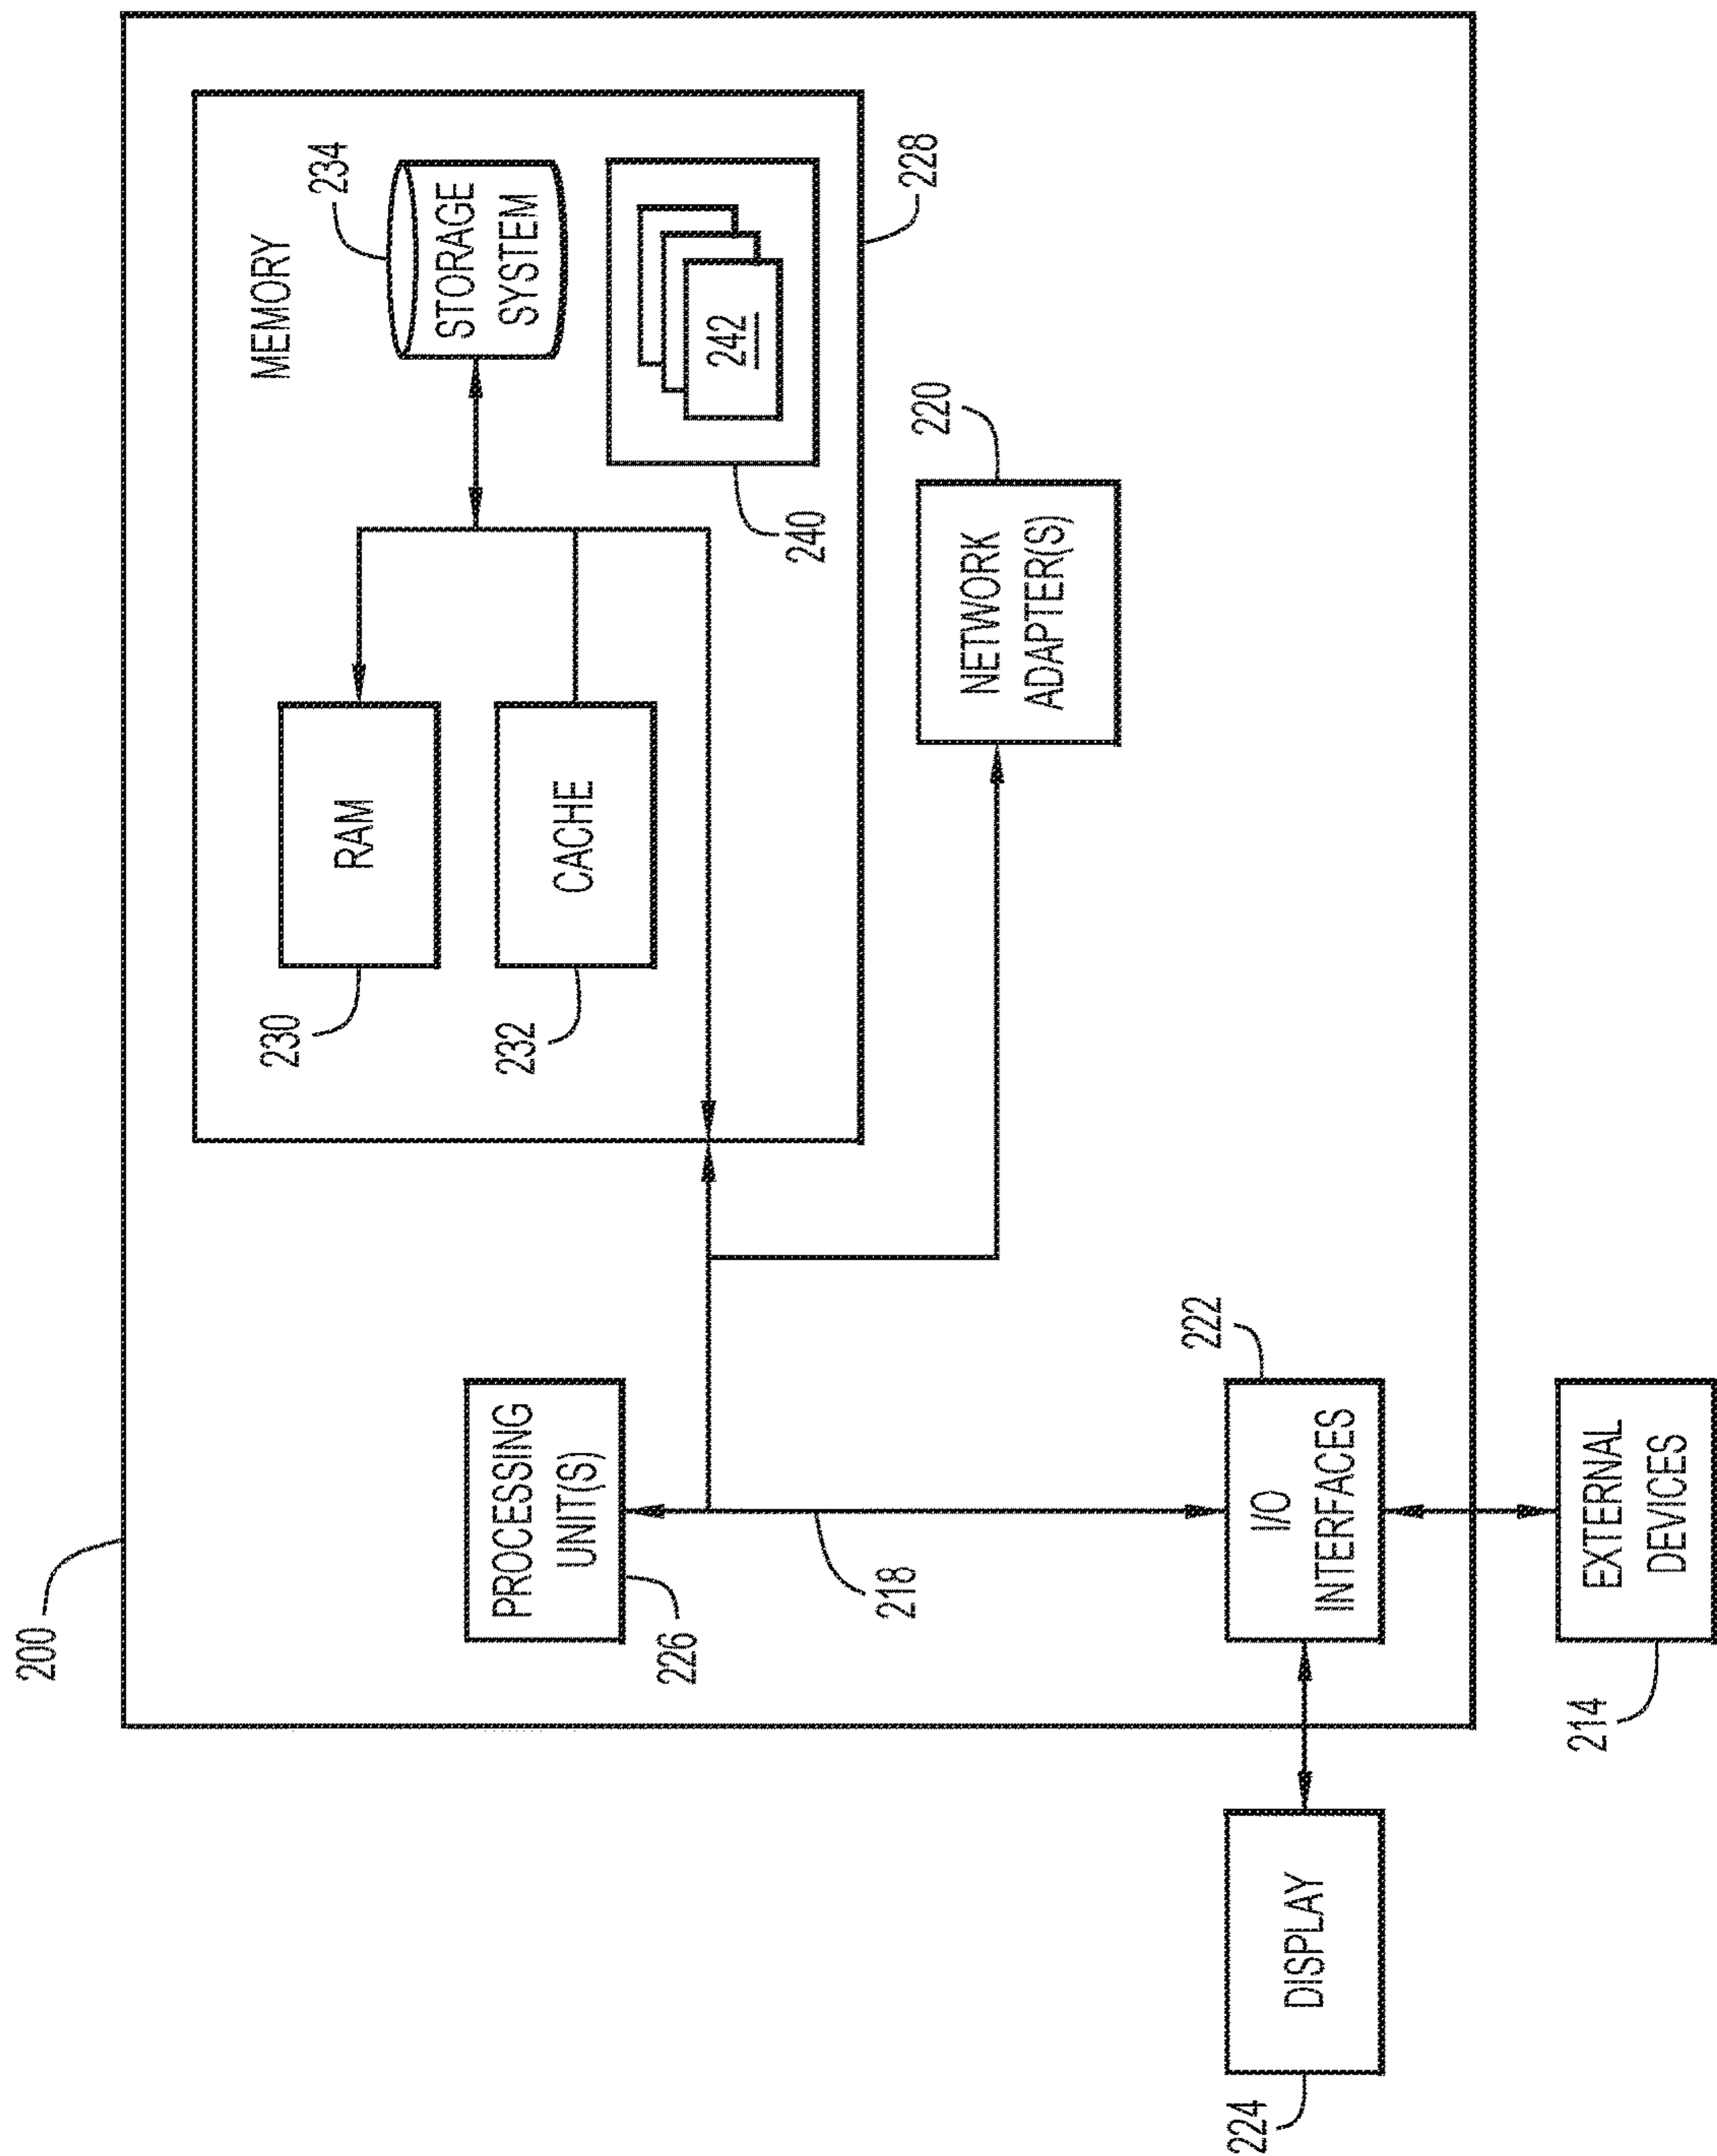 200
MEMORY
234
STORAGE
SYSTEM
RAM
230
CACHE
232
242
240
228
PROCESSING
UNIT(S)
226
218
NETWORK
ADAPTER(S)
220
222
I/O
INTERFACES
DISPLAY
224
EXTERNAL
DEVICES
214